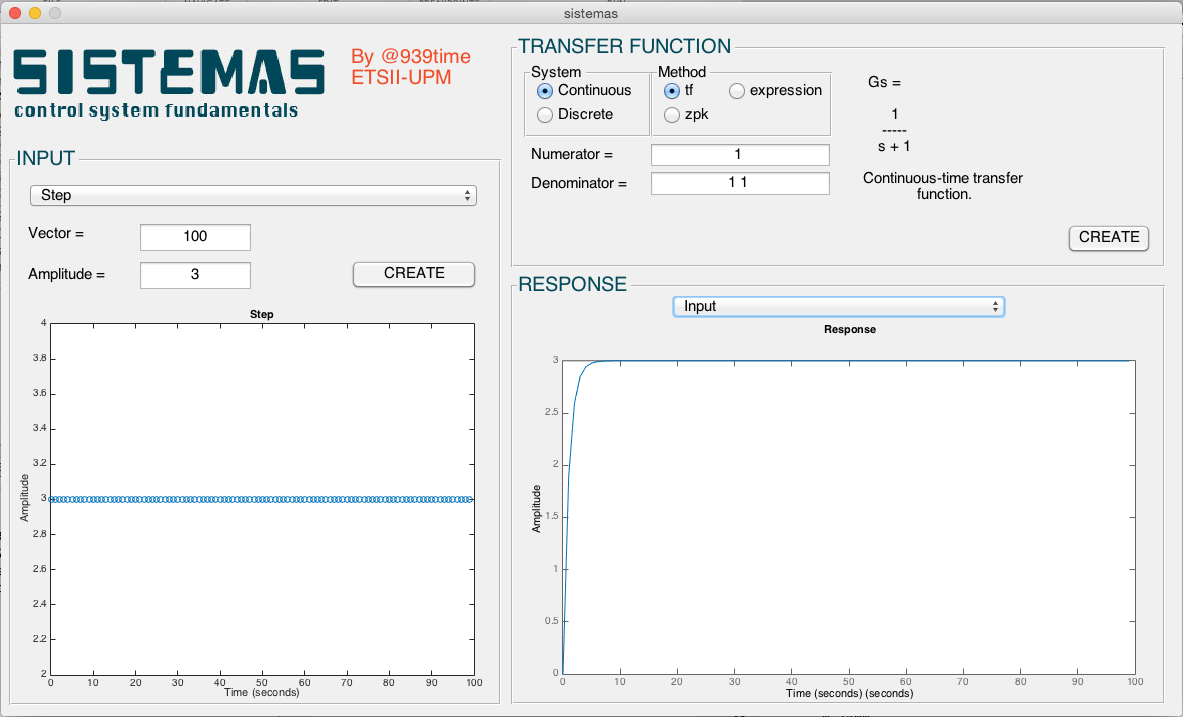 sistemas
SISTEMAS
control system fundamentals
By @939time
ETSII-UPM
INPUT
Step
Vector =
100
Amplitude =
3
CREATE
Step
4
3.8
3.6
3.4
3.2
3
2.8
2.6
2.4
2.2
2
Amplitude
0 10 20 30 40 50 60 70 80 90 100
Time (seconds)
TRANSFER FUNCTION
System
Continuous
Discrete
Method
tf
expression
zpk
Numerator =
1
Denominator =
1 1
Gs =
1
-----
s + 1
Continuous-time transfer
function.
CREATE
RESPONSE
Input
Response
3
2.5
2
1.5
1
0.5
0
Amplitude
0 10 20 30 40 50 60 70 80 90 100
Time (seconds) (seconds)